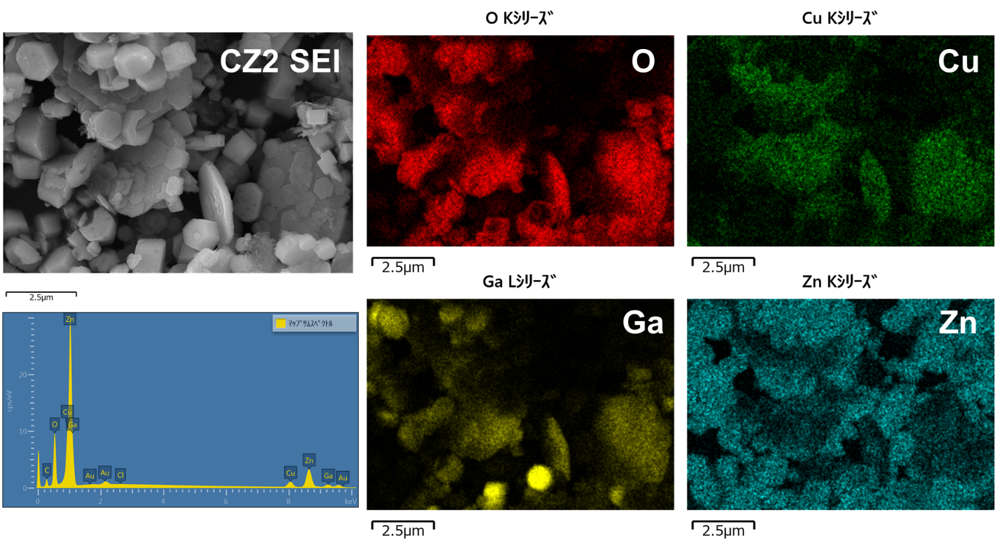 CZ2 SEI
2.5µm
O Kｼﾘｰｽﾞ
O
2.5µm
Cu Kｼﾘｰｽﾞ
Cu
2.5µm
Zn
20
cps/eV
10
0
Cu
O
Ga
C
Au
Au
Cl
Cu
Zn
Ga
Au
0
2
4
6
8
keV
ﾏｯﾌﾟｻﾑｽﾍﾟｸﾄﾙ
Ga Lｼﾘｰｽﾞ
Ga
2.5µm
Zn Kｼﾘｰｽﾞ
Zn
2.5µm